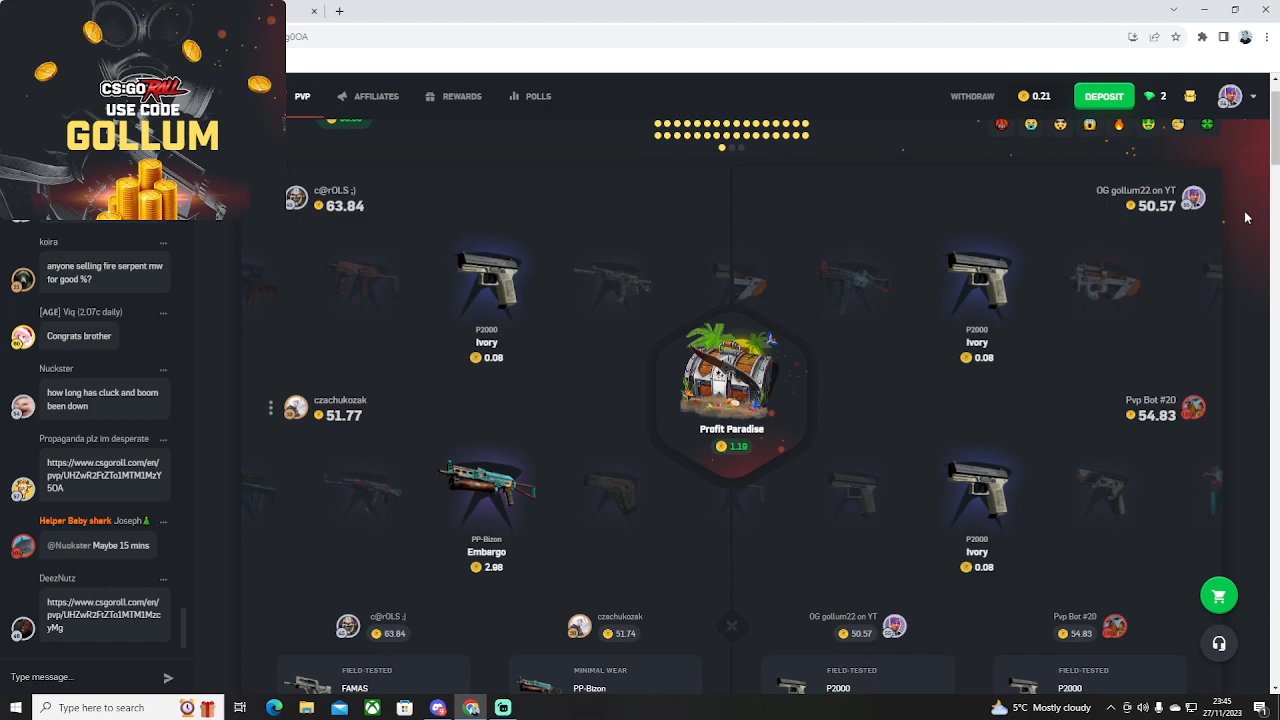 g0OA
CS:GO ROLL
USE CODE
GOLLUM
PVP
AFFILIATES
REWARDS
POLLS
WITHDRAW
0.21
DEPOSIT
2
c@rOLS ;)
63.84
OG gollum22 on YT
50.57
P2000
Ivory
0.08
P2000
Ivory
0.08
czachukozak
51.77
Pvp Bot #20
54.83
Profit Paradise
1.19
PP-Bizon
Embargo
2.98
P2000
Ivory
0.08
c@rOLS ;)
63.84
czachukozak
51.74
OG gollum22 on YT
50.57
Pvp Bot #20
54.83
FIELD-TESTED
FAMAS
MINIMAL WEAR
PP-Bizon
FIELD-TESTED
P2000
FIELD-TESTED
P2000
koira
anyone selling fire serpent mw
for good %?
[AGE] Viq (2.07c daily)
Congrats brother
Nuckster
how long has cluck and boom
been down
Propaganda plz im desperate
https://www.csgoroll.com/en/
pvp/UHZwR2FtZTo1MTM1MzY
5OA
Helper Baby shark Joseph🎄
@Nuckster Maybe 15 mins
DeezNutz
https://www.csgoroll.com/en/
pvp/UHZwR2FtZTo1MTM1Mzc
yMg
Type message...
Type here to search
5°C Mostly cloudy
23:45
27/11/2023